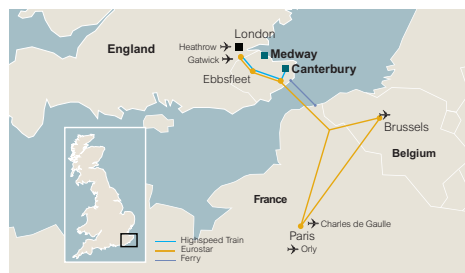 London
England
Heathrow
Medway
Gatwick
Canterbury
Ebbsfleet
Brussels
Belgium
France
Charles de Gaulle
Paris
Highspeed Train
Orly
Eurostar
Ferry